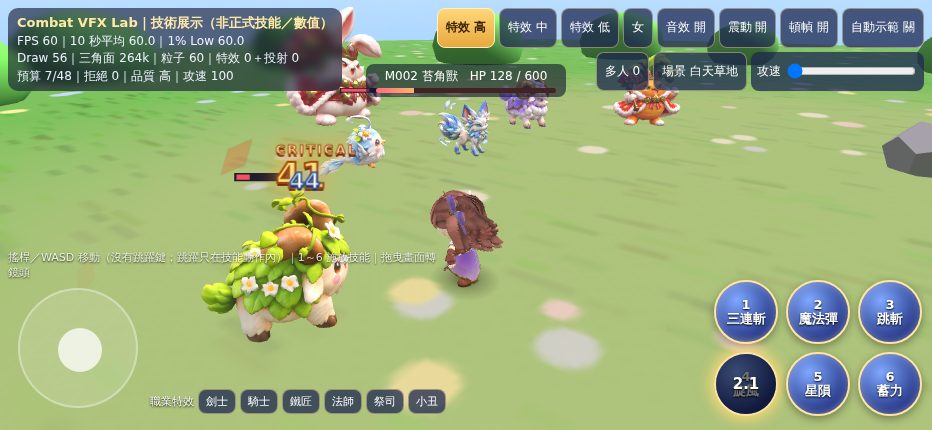 Combat VFX Lab｜技術展示（非正式技能／數值）
FPS 60｜10 秒平均 60.0｜1% Low 60.0
Draw 56｜三角面 264k｜粒子 60｜特效 0＋投射 0
預算 7/48｜拒絕 0｜品質 高｜攻速 100
特效 高
特效 中
特效 低
女
音效 開
震動 開
頓幀 開
自動示範 關
多人 0
場景 白天草地
攻速
M002 苔角獸 HP 128 / 600
CRITICAL
44
搖桿／WASD 移動（沒有跳躍鍵；跳躍只在技能動作內）｜1~6 施放技能｜拖曳畫面轉
鏡頭
1
三連斬
2
魔法彈
3
跳斬
4
2.1
旋風
5
星隕
6
蓄力
職業特效
劍士
騎士
鐵匠
法師
祭司
小丑